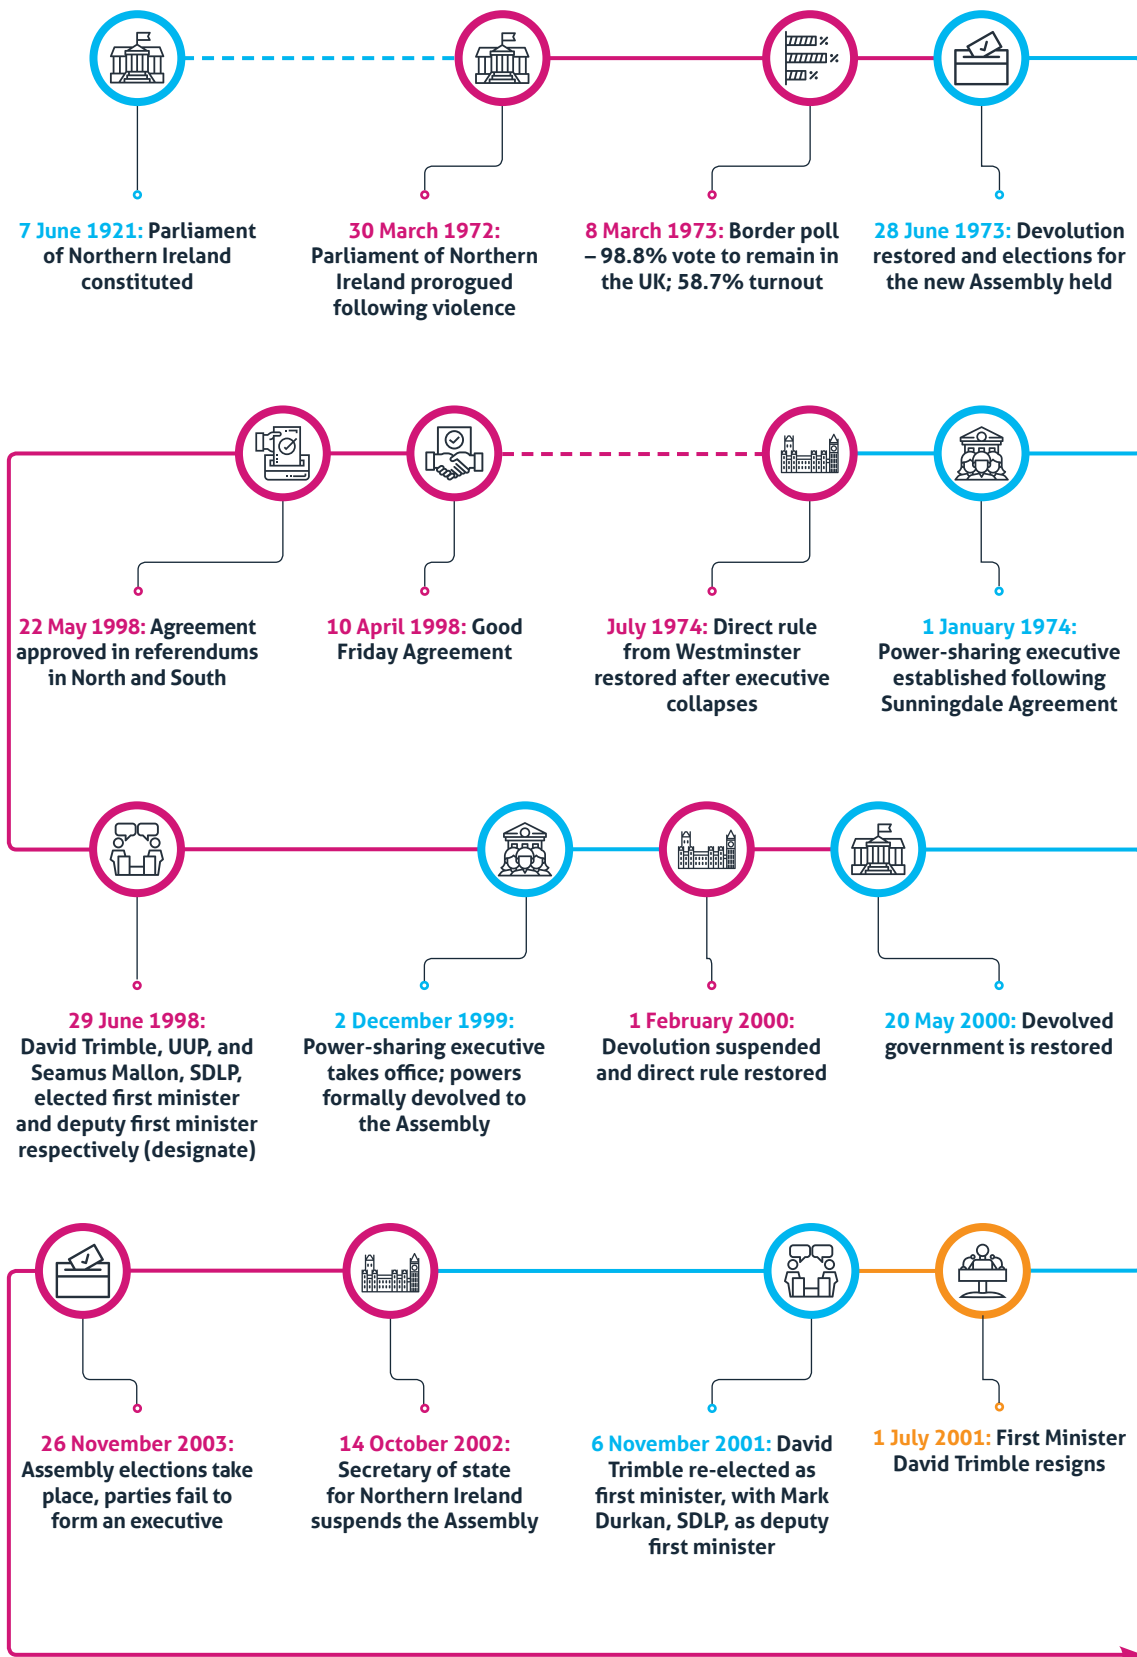 %
%
%
7 June 1921: Parliament
of Northern Ireland
constituted
30 March 1972:
Parliament of Northern
Ireland prorogued
following violence
8 March 1973: Border poll
– 98.8% vote to remain in
the UK; 58.7% turnout
28 June 1973: Devolution
restored and elections for
the new Assembly held
22 May 1998: Agreement
approved in referendums
in North and South
10 April 1998: Good
Friday Agreement
July 1974: Direct rule
from Westminster
restored after executive
collapses
1 January 1974:
Power-sharing executive
established following
Sunningdale Agreement
29 June 1998:
David Trimble, UUP, and
Seamus Mallon, SDLP,
elected first minister
and deputy first minister
respectively (designate)
2 December 1999:
Power-sharing executive
takes office; powers
formally devolved to
the Assembly
1 February 2000:
Devolution suspended
and direct rule restored
20 May 2000: Devolved
government is restored
26 November 2003:
Assembly elections take
place, parties fail to
form an executive
14 October 2002:
Secretary of state
for Northern Ireland
suspends the Assembly
6 November 2001: David
Trimble re-elected as
first minister, with Mark
Durkan, SDLP, as deputy
first minister
1 July 2001: First Minister
David Trimble resigns